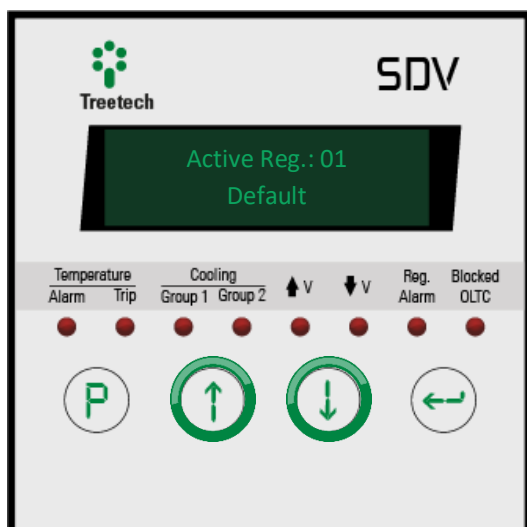 Treetech
SDV
Active Reg.: 01
Default
Temperature
Alarm Trip
Cooling
Group 1 Group 2
V
V
Reg.
Alarm
Blocked
OLTC
P